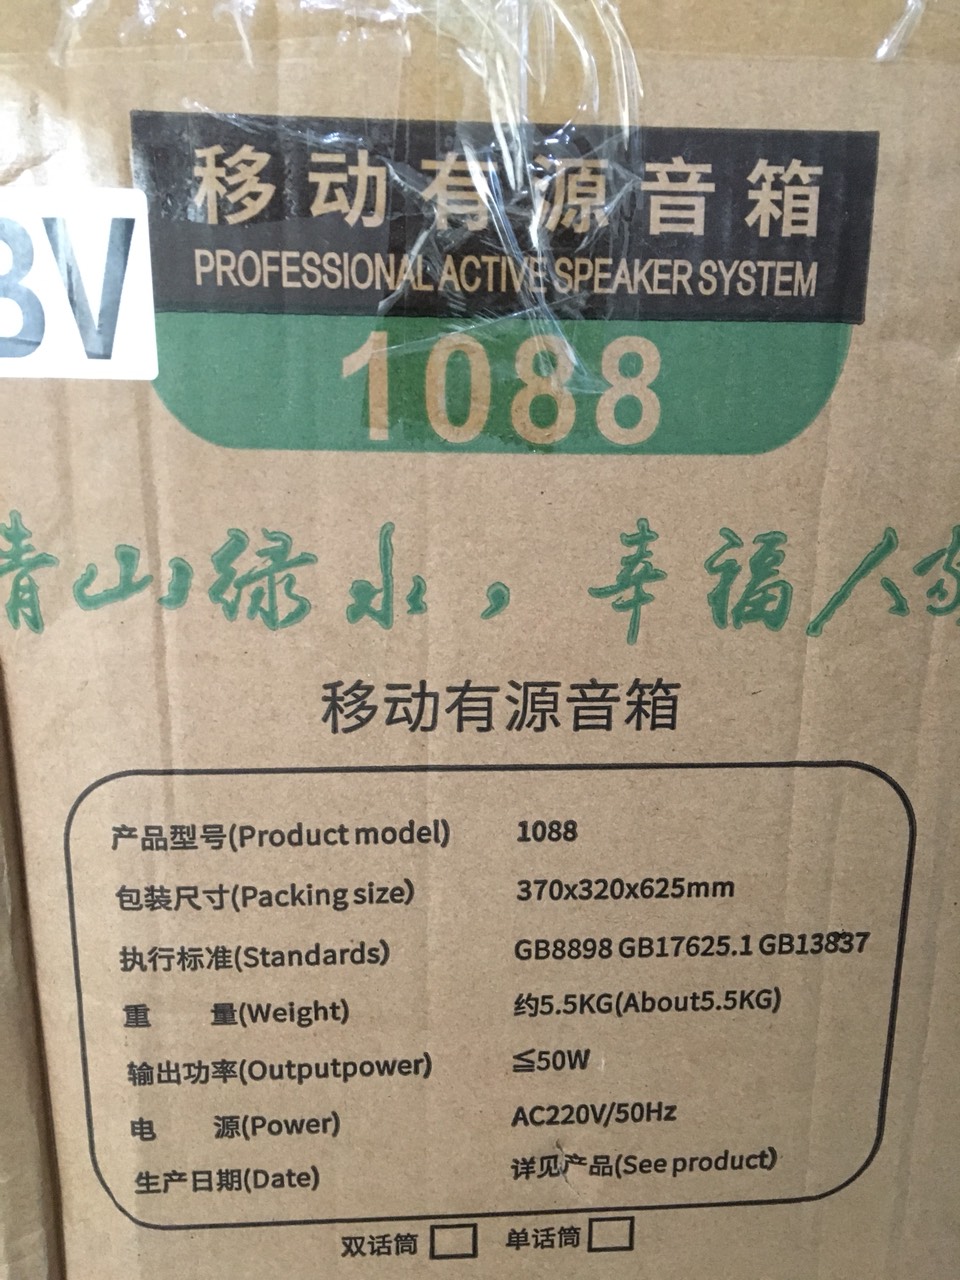 移动有源音箱
PROFESSIONAL ACTIVE SPEAKER SYSTEM
BV
1088
青山绿水，幸福人家
移动有源音箱
产品型号(Product model) 1088
包装尺寸(Packing size) 370x320x625mm
执行标准(Standards) GB8898 GB17625.1 GB13837
重 量(Weight) 约5.5KG(About5.5KG)
输出功率(Outputpower) ≦50W
电 源(Power) AC220V/50Hz
生产日期(Date) 详见产品(See product)
双话筒 单话筒